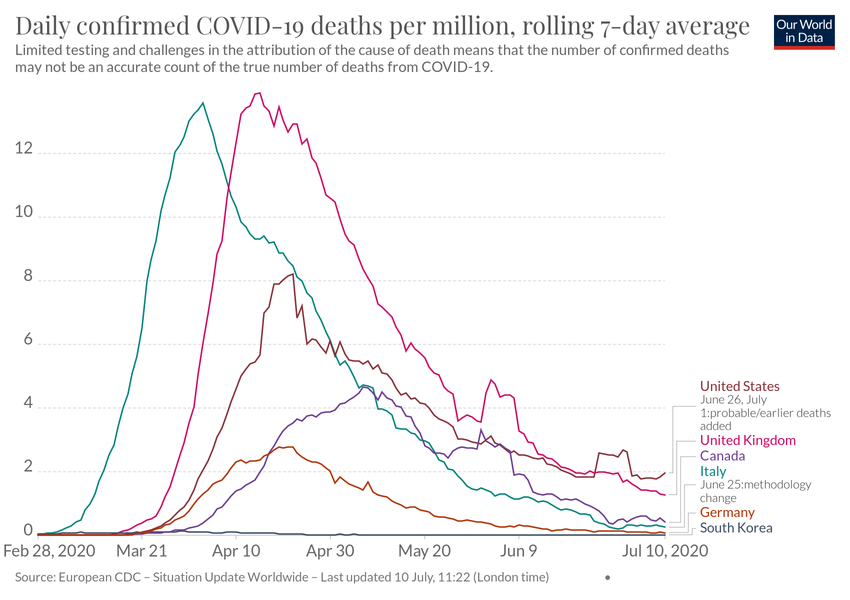 Daily confirmed COVID-19 deaths per million, rolling 7-day average
Our World
in Data
Limited testing and challenges in the attribution of the cause of death means that the number of confirmed deaths
may not be an accurate count of the true number of deaths from COVID-19.
12
10
8
6
4
2
0
Feb 28, 2020
Mar 21
Apr 10
Apr 30
May 20
Jun 9
Jul 10, 2020
United States
June 26, July
1:probable/earlier deaths
added
United Kingdom
Canada
Italy
June 25:methodology
change
Germany
South Korea
Source: European CDC – Situation Update Worldwide – Last updated 10 July, 11:22 (London time)